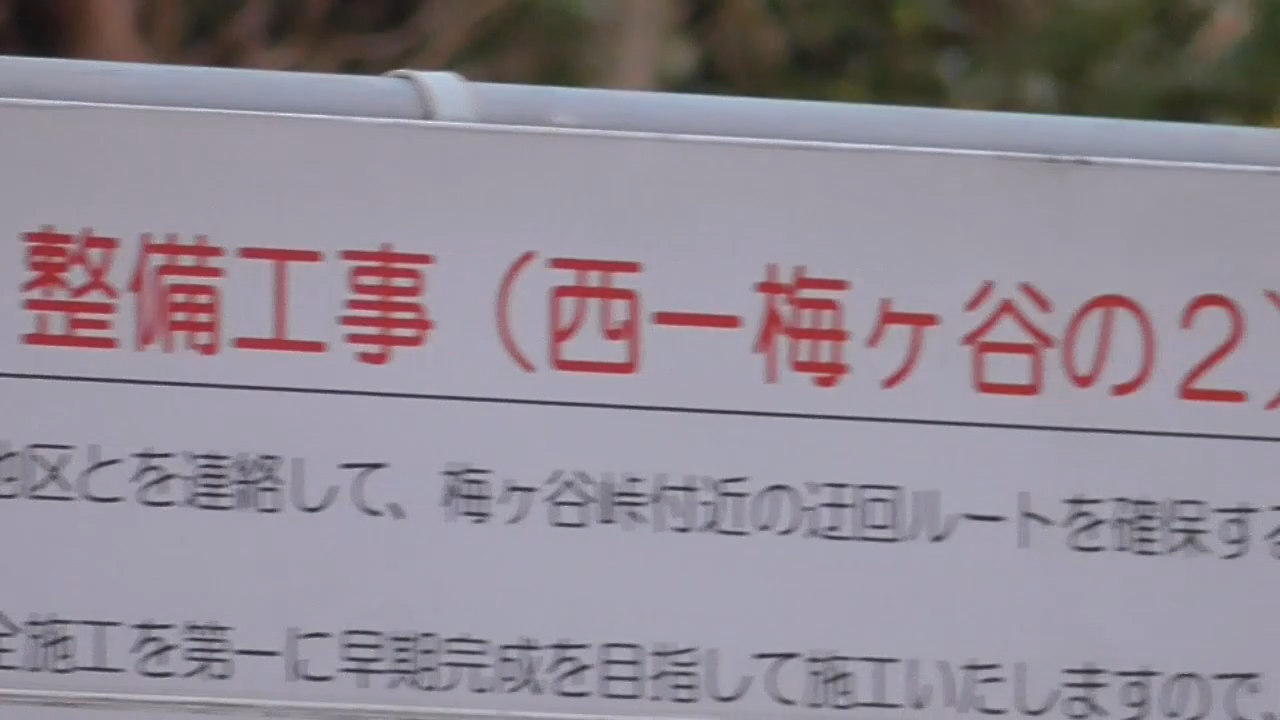 整備工事（西一梅ヶ谷の２）
地区とを連絡して、梅ヶ谷峠付近の迂回ルートを確保する
全施工を第一に早期完成を目指して施工いたしますので、